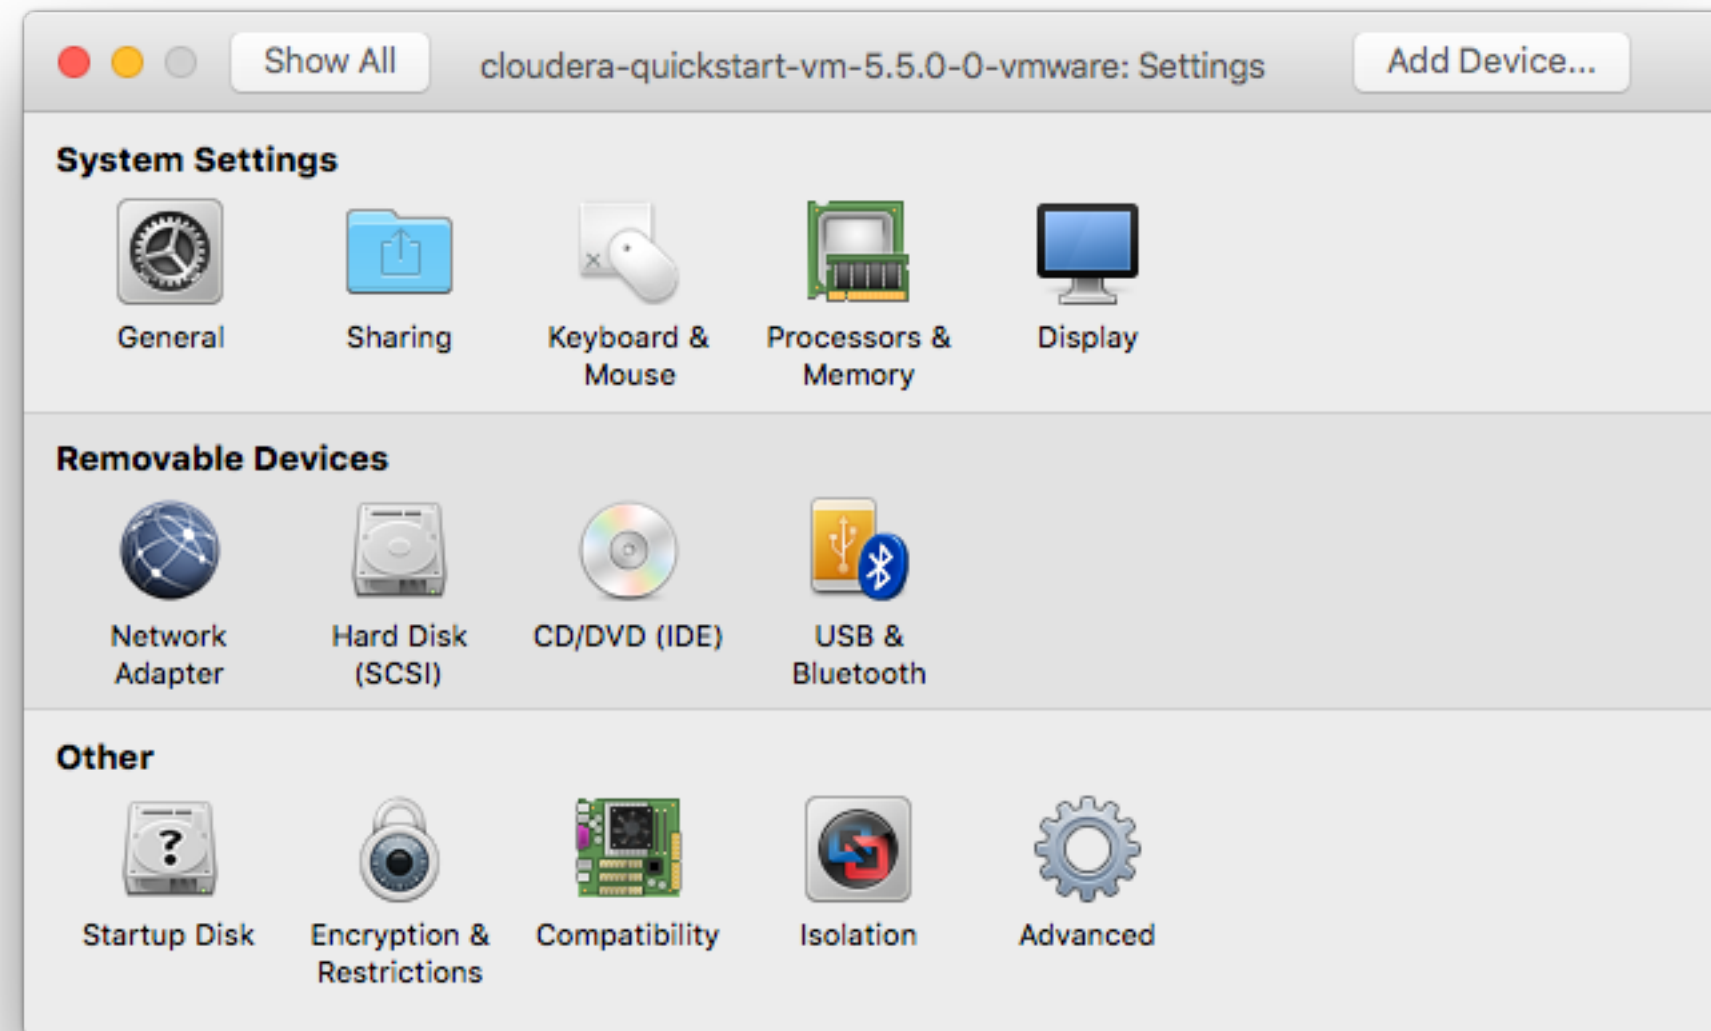 Show All
cloudera-quickstart-vm-5.5.0-0-vmware: Settings
Add Device...
System Settings
General
Sharing
Keyboard &
Mouse
Processors &
Memory
Display
Removable Devices
Network
Adapter
Hard Disk
(SCSI)
CD/DVD (IDE)
USB &
Bluetooth
Other
Startup Disk
Encryption &
Restrictions
Compatibility
Isolation
Advanced